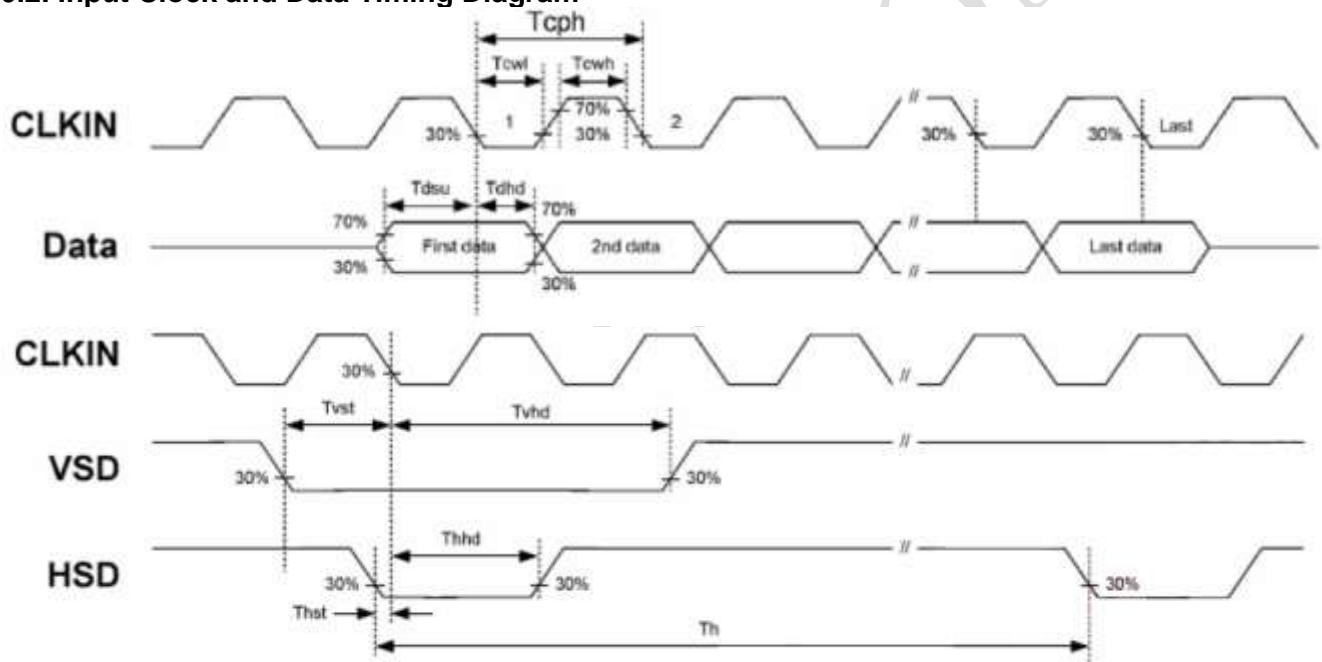 Input Clock and Data Timing Diagram
Tcph
Tcwl
Tcwh
CLKIN
30%
1
70%
30%
2
//
30%
30%
Last
Tdsu
Tdhd
70%
70%
Data
First data
2nd data
//
//
Last data
30%
30%
CLKIN
30%
//
Tvst
Tvhd
VSD
30%
30%
//
Thhd
HSD
30%
30%
//
30%
Thst
Th